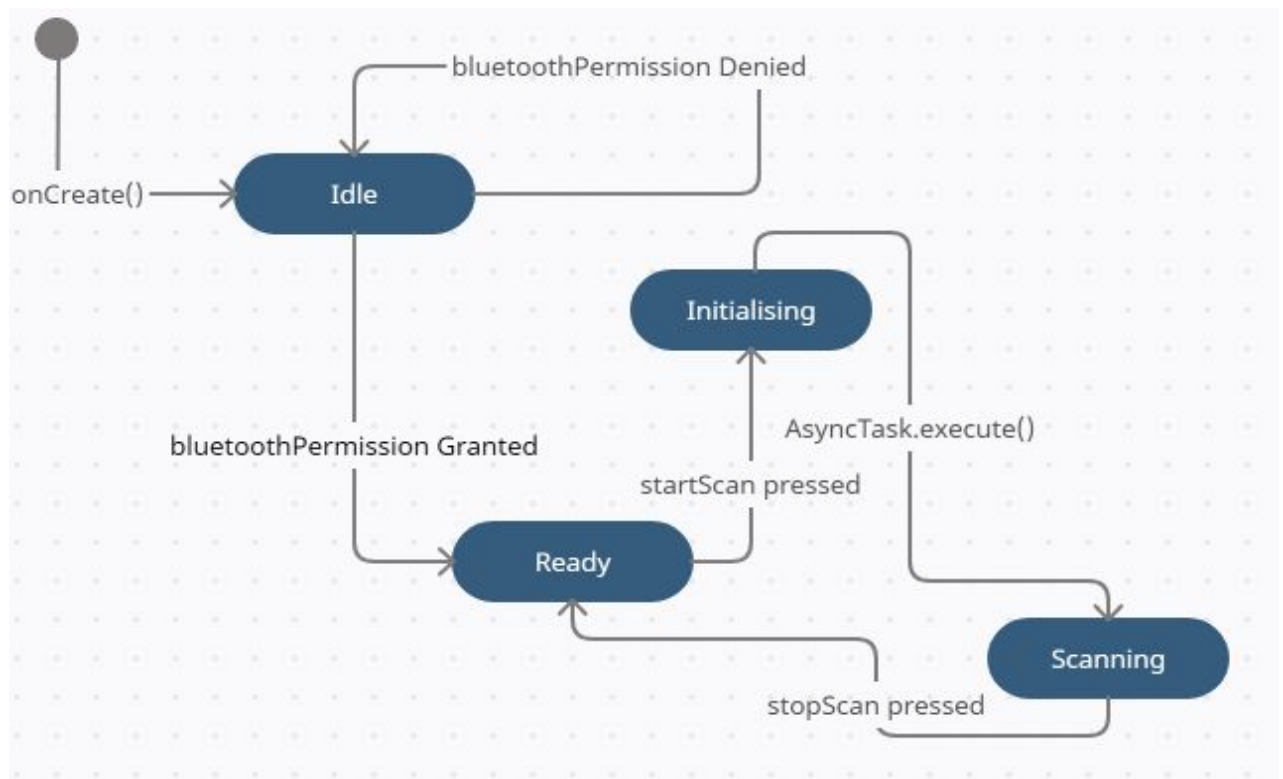 bluetoothPermission Denied
onCreate()
Idle
Initialising
AsyncTask.execute()
bluetoothPermission Granted
startScan pressed
Ready
Scanning
stopScan pressed